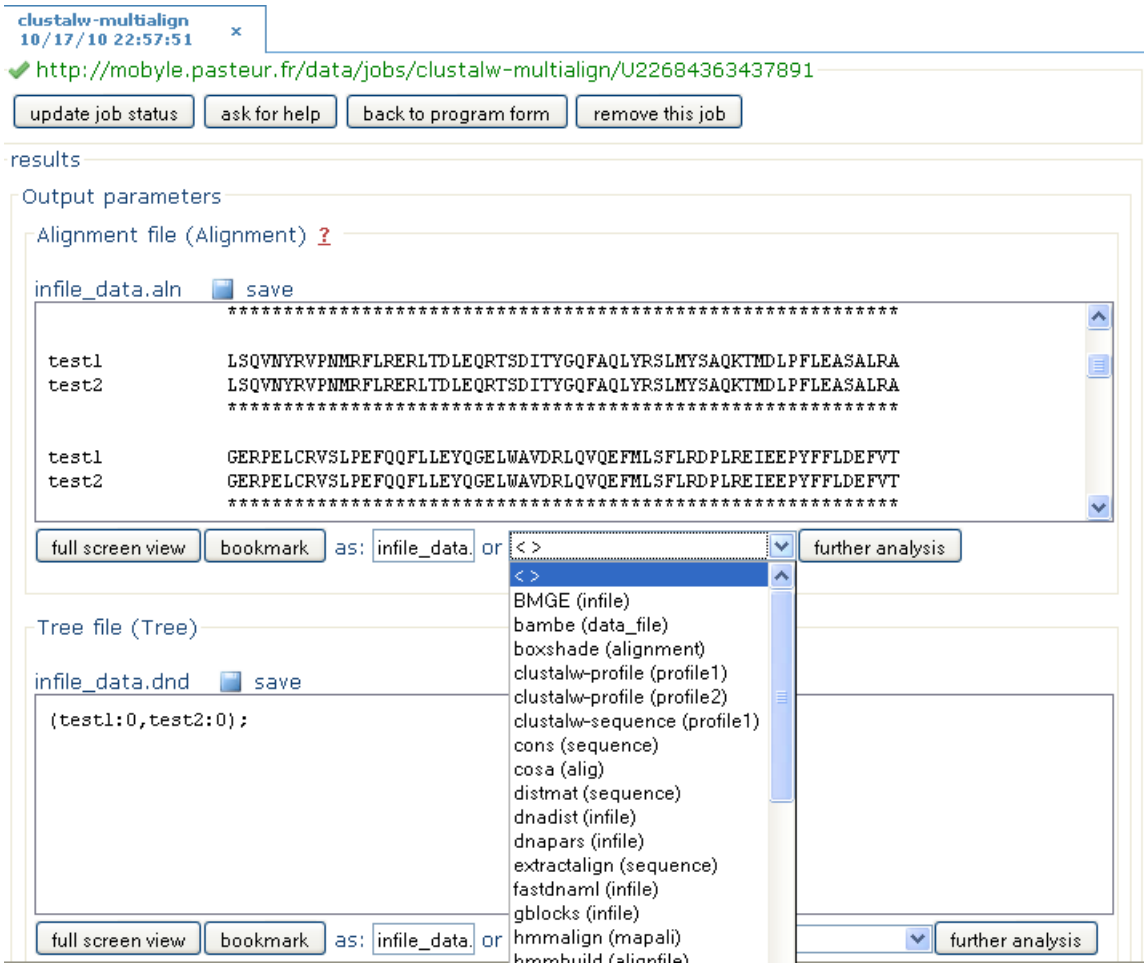 clustalw-multialign
10/17/10 22:57:51 x
http://mobyle.pasteur.fr/data/jobs/clustalw-multialign/U22684363437891
update job status ask for help back to program form remove this job
results
Output parameters
Alignment file (Alignment) ?
infile_data.aln save
************************************************************
test1 LSQVNYRVPNMRFLRERLTDLEQRTSDITYGQFAQLYRSLMYSAQKTMDLPFLEASALRA
test2 LSQVNYRVPNMRFLRERLTDLEQRTSDITYGQFAQLYRSLMYSAQKTMDLPFLEASALRA
************************************************************
test1 GERPELCRVSLPEFQQFLLEYQGELWAVDRLQVQEFMLSFLRDPLREIEEPYFFLDEFVT
test2 GERPELCRVSLPEFQQFLLEYQGELWAVDRLQVQEFMLSFLRDPLREIEEPYFFLDEFVT
************************************************************
full screen view bookmark as: infile_data. or < > further analysis
< >
BMGE (infile)
bambe (data_file)
boxshade (alignment)
clustalw-profile (profile1)
clustalw-profile (profile2)
clustalw-sequence (profile1)
cons (sequence)
cosa (alig)
distmat (sequence)
dnadist (infile)
dnapars (infile)
extractalign (sequence)
fastdnaml (infile)
gblocks (infile)
hmmalign (mapali)
hmmbuild (alignfile)
Tree file (Tree)
infile_data.dnd save
(test1:0,test2:0);
full screen view bookmark as: infile_data. or further analysis